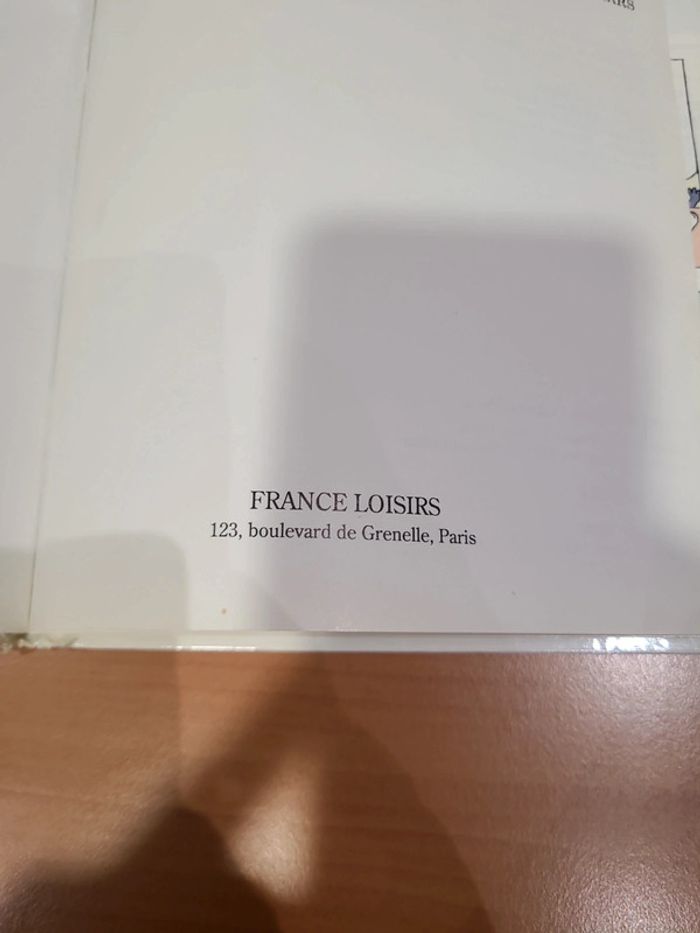 FRANCE LOISIRS
123, boulevard de Grenelle, Paris